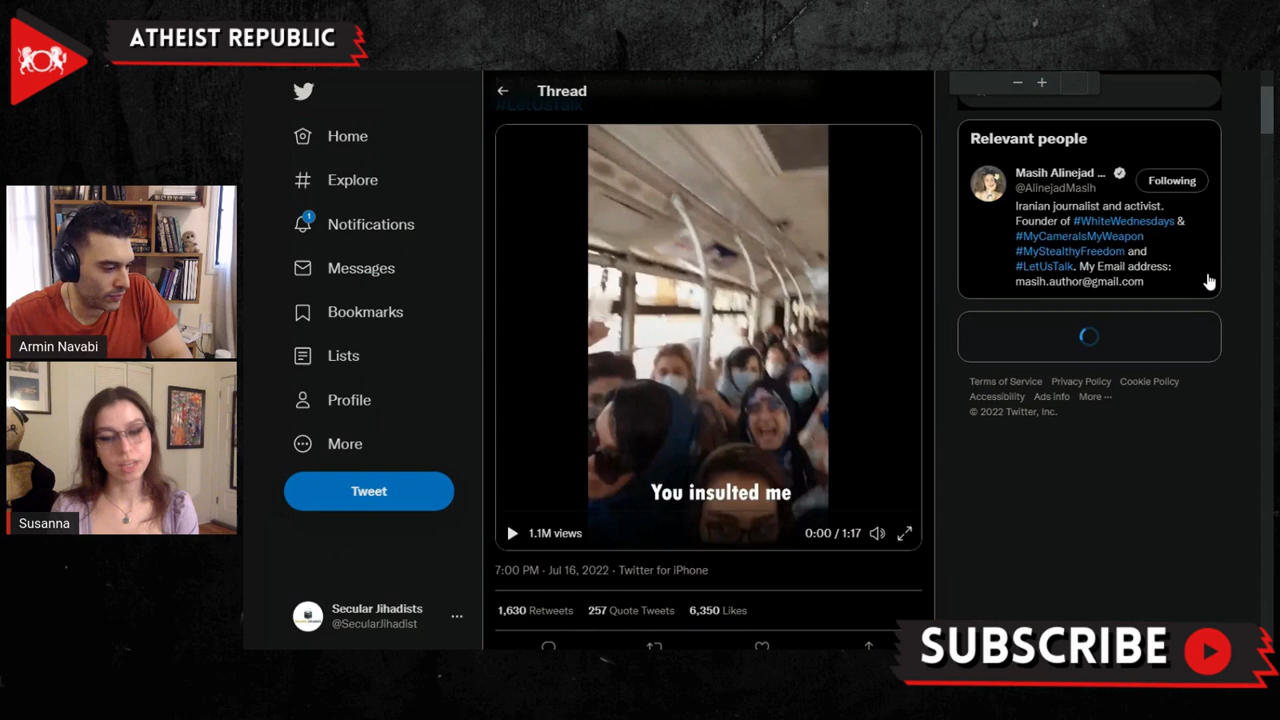 ATHEIST REPUBLIC
Armin Navabi
Susanna
Home
Explore
1
Notifications
Messages
Bookmarks
Lists
Profile
More
Tweet
Secular Jihadists
@SecularJihadist
Thread
#LetUsTalk
You insulted me
1.1M views
0:00 / 1:17
7:00 PM · Jul 16, 2022 · Twitter for iPhone
1,630 Retweets 257 Quote Tweets 6,350 Likes
Relevant people
Masih Alinejad ...
@AlinejadMasih
Following
Iranian journalist and activist.
Founder of #WhiteWednesdays &
#MyCameraIsMyWeapon
#MyStealthyFreedom and
#LetUsTalk. My Email address:
masih.author@gmail.com
Terms of Service Privacy Policy Cookie Policy
Accessibility Ads info More ···
© 2022 Twitter, Inc.
SUBSCRIBE